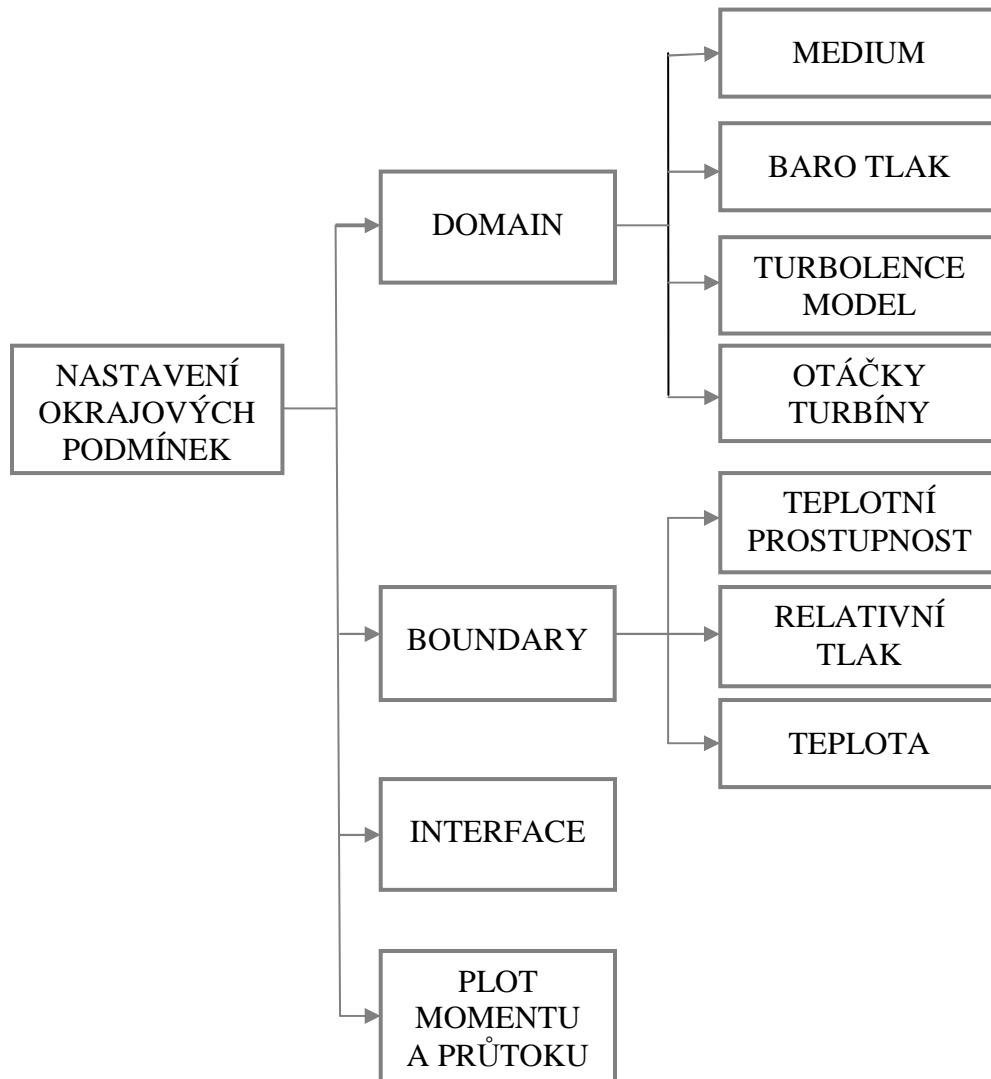 NASTAVENÍ
OKRAJOVÝCH
PODMÍNEK
DOMAIN
MEDIUM
BARO TLAK
TURBOLENCE
MODEL
OTÁČKY
TURBÍNY
BOUNDARY
TEPLOTNÍ
PROSTUPNOST
RELATIVNÍ
TLAK
TEPLOTA
INTERFACE
PLOT
MOMENTU
A PRŮTOKU